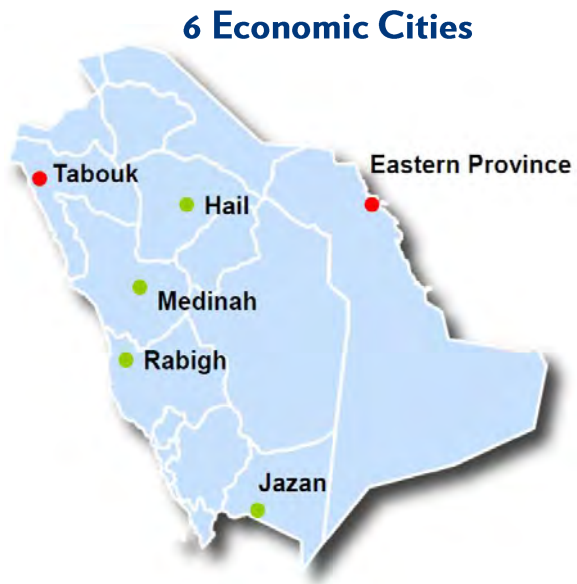 6 Economic Cities
Eastern Province
Tabouk
Hail
Medinah
Rabigh
Jazan